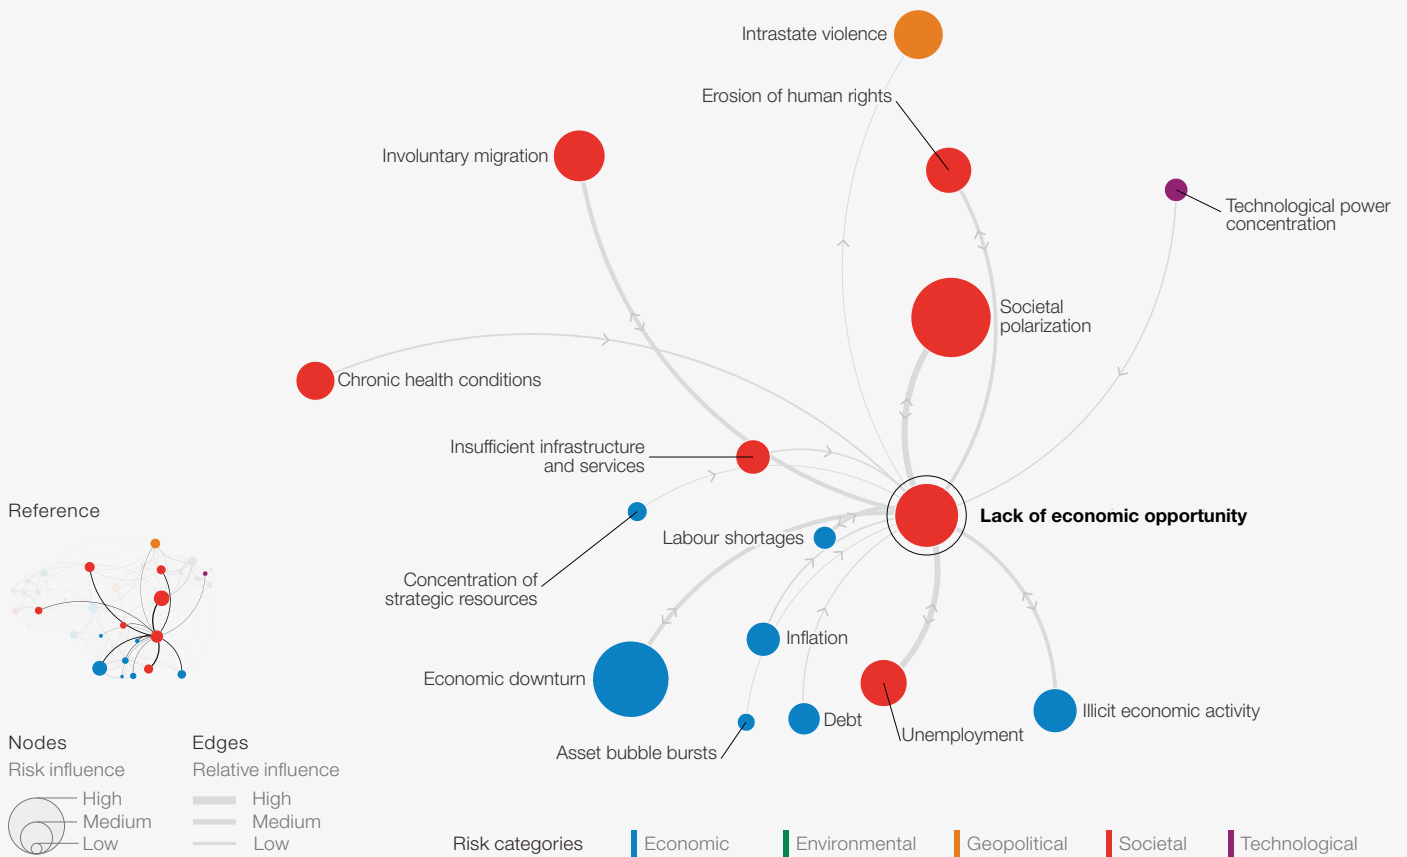 Intrastate violence
Erosion of human rights
Involuntary migration
Technological power
concentration
Societal
polarization
Chronic health conditions
Insufficient infrastructure
and services
Reference
Lack of economic opportunity
Labour shortages
Concentration of
strategic resources
Inflation
Economic downturn
Debt
Illicit economic activity
Unemployment
Asset bubble bursts
Nodes
Risk influence
High
Medium
Low
Edges
Relative influence
High
Medium
Low
Risk categories
Economic
Environmental
Geopolitical
Societal
Technological